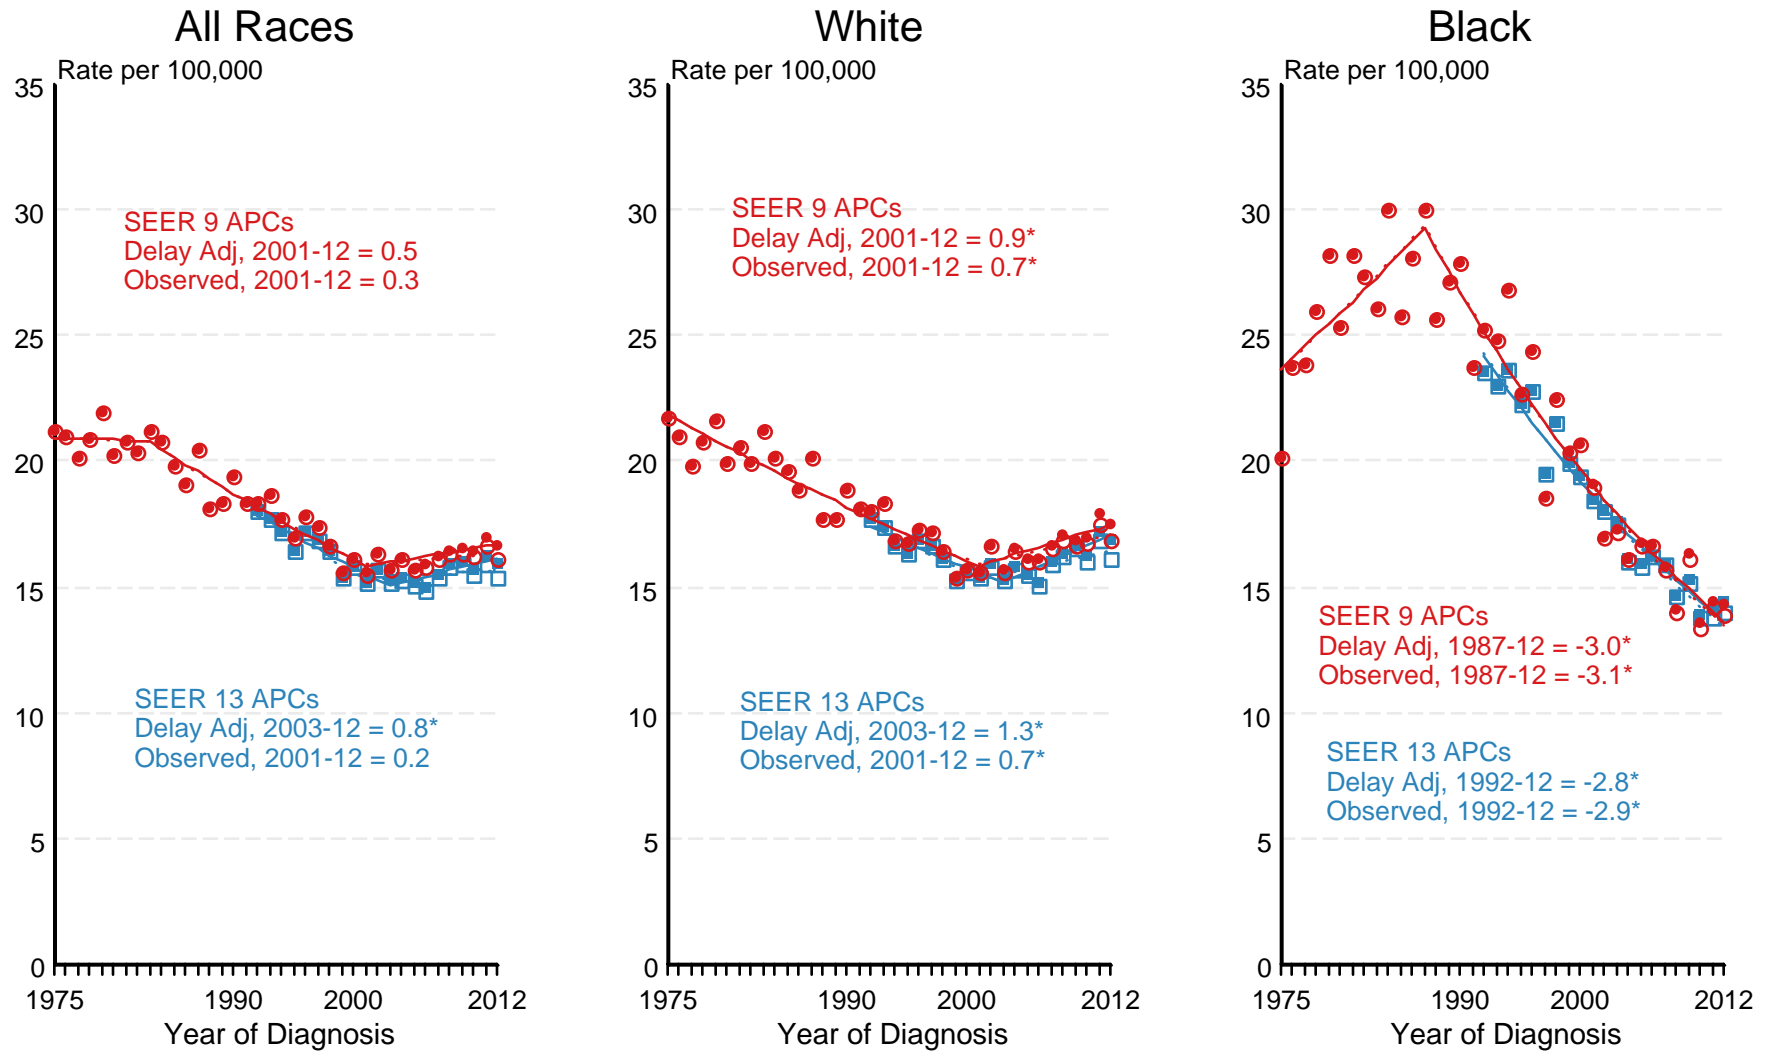 All Races
Rate per 100,000
35
30
25
20
15
10
5
0
SEER 9 APCs
Delay Adj, 2001-12 = 0.5
Observed, 2001-12 = 0.3
SEER 13 APCs
Delay Adj, 2003-12 = 0.8*
Observed, 2001-12 = 0.2
1975 1990 2000 2012
Year of Diagnosis
White
Rate per 100,000
35
30
25
20
15
10
5
0
SEER 9 APCs
Delay Adj, 2001-12 = 0.9*
Observed, 2001-12 = 0.7*
SEER 13 APCs
Delay Adj, 2003-12 = 1.3*
Observed, 2001-12 = 0.7*
1975 1990 2000 2012
Year of Diagnosis
Black
Rate per 100,000
35
30
25
20
15
10
5
0
SEER 9 APCs
Delay Adj, 1987-12 = -3.0*
Observed, 1987-12 = -3.1*
SEER 13 APCs
Delay Adj, 1992-12 = -2.8*
Observed, 1992-12 = -2.9*
1975 1990 2000 2012
Year of Diagnosis